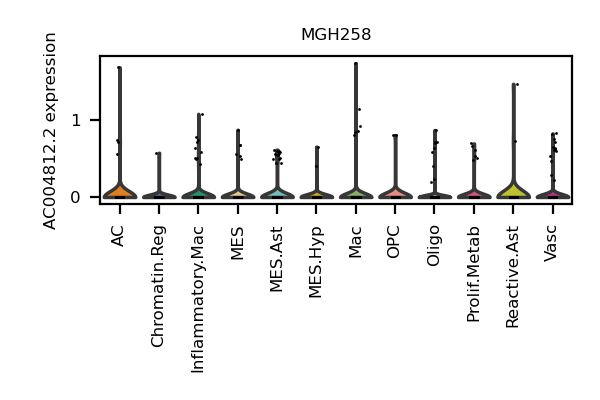 MGH258
AC004812.2 expression
1
0
AC
Chromatin.Reg
Inflammatory.Mac
MES
MES.Ast
MES.Hyp
Mac
OPC
Oligo
Prolif.Metab
Reactive.Ast
Vasc